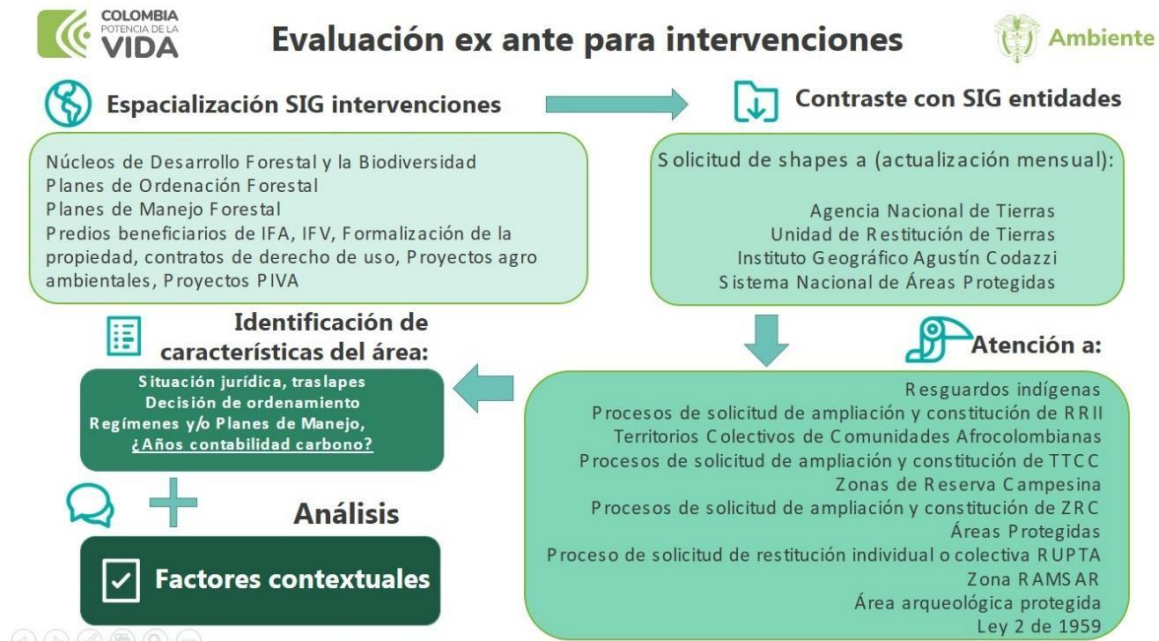 COLOMBIA
POTENCIA DE LA
VIDA
Evaluación ex ante para intervenciones
Ambiente
Espacialización SIG intervenciones
Núcleos de Desarrollo Forestal y la Biodiversidad
Planes de Ordenación Forestal
Planes de Manejo Forestal
Predios beneficiarios de IFA, IFV, Formalización de la
propiedad, contratos de derecho de uso, Proyectos agro
ambientales, Proyectos PIVA
Contraste con SIG entidades
Solicitud de shapes a (actualización mensual):
Agencia Nacional de Tierras
Unidad de Restitución de Tierras
Instituto Geográfico Agustín Codazzi
Sistema Nacional de Áreas Protegidas
Atención a:
Resguardos indígenas
Procesos de solicitud de ampliación y constitución de RRII
Territorios Colectivos de Comunidades Afrocolombianas
Procesos de solicitud de ampliación y constitución de TTCC
Zonas de Reserva Campesina
Procesos de solicitud de ampliación y constitución de ZRC
Áreas Protegidas
Proceso de solicitud de restitución individual o colectiva RUPTA
Zona RAMSAR
Área arqueológica protegida
Ley 2 de 1959
Identificación de
características del área:
Situación jurídica, traslapes
Decisión de ordenamiento
Regímenes y/o Planes de Manejo,
¿Años contabilidad carbono?
Análisis
Factores contextuales